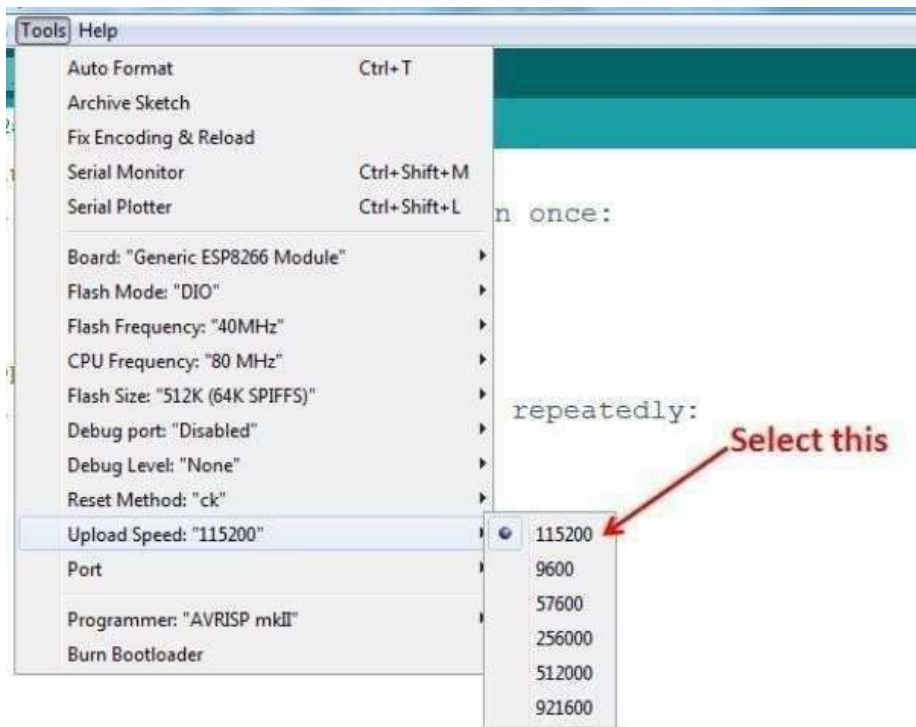 Tools Help
Auto Format Ctrl+T
Archive Sketch
Fix Encoding & Reload
Serial Monitor Ctrl+Shift+M
Serial Plotter Ctrl+Shift+L
n once:
Board: "Generic ESP8266 Module"
Flash Mode: "DIO"
Flash Frequency: "40MHz"
CPU Frequency: "80 MHz"
Flash Size: "512K (64K SPIFFS)"
repeatedly:
Debug port: "Disabled"
Select this
Debug Level: "None"
Reset Method: "ck"
Upload Speed: "115200"
115200
Port
9600
57600
Programmer: "AVRISP mkII"
256000
Burn Bootloader
512000
921600